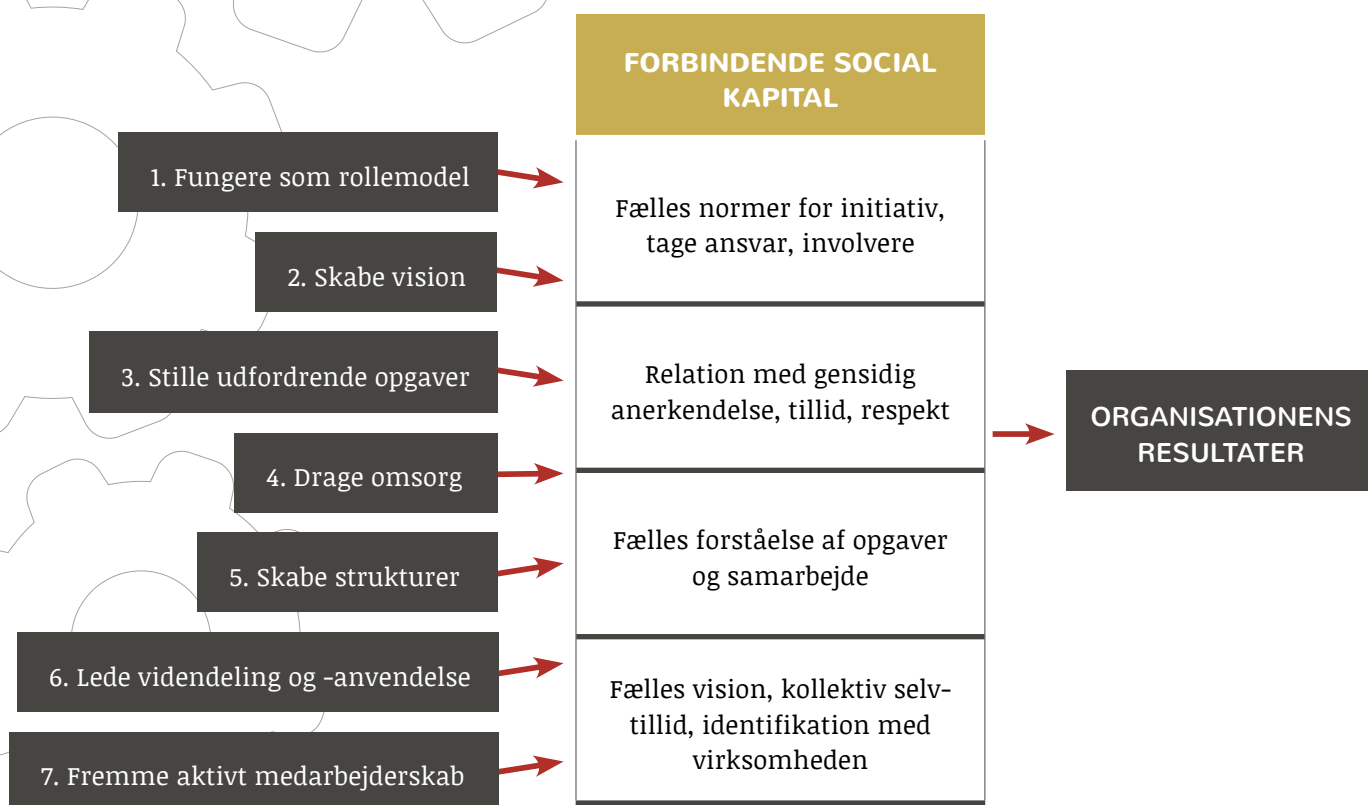 FORBINDENDE SOCIAL
KAPITAL
1. Fungere som rollemodel
2. Skabe vision
3. Stille udfordrende opgaver
4. Drage omsorg
5. Skabe strukturer
6. Lede videndeling og -anvendelse
7. Fremme aktivt medarbejderskab
Fælles normer for initiativ,
tage ansvar, involvere
Relation med gensidig
anerkendelse, tillid, respekt
Fælles forståelse af opgaver
og samarbejde
Fælles vision, kollektiv selv-
tillid, identifikation med
virksomheden
ORGANISATIONENS
RESULTATER